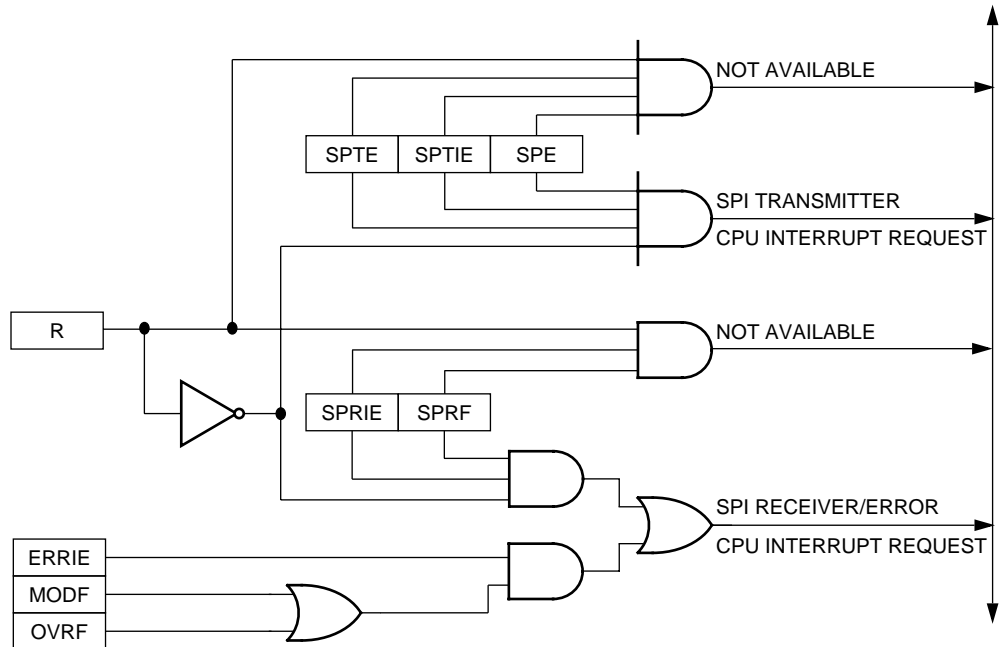 NOT AVAILABLE
SPTE SPTIE SPE
SPI TRANSMITTER
CPU INTERRUPT REQUEST
R
NOT AVAILABLE
SPRIE SPRF
SPI RECEIVER/ERROR
CPU INTERRUPT REQUEST
ERRIE
MODF
OVRF